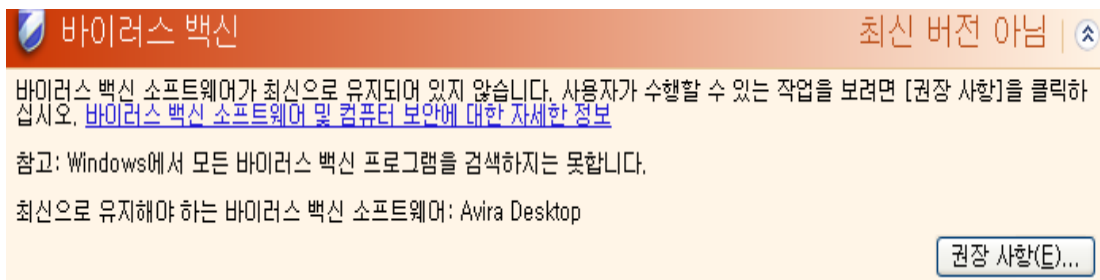 바이러스 백신 최신 버전 아님
바이러스 백신 소프트웨어가 최신으로 유지되어 있지 않습니다. 사용자가 수행할 수 있는 작업을 보려면 [권장 사항]을 클릭하
십시오. 바이러스 백신 소프트웨어 및 컴퓨터 보안에 대한 자세한 정보
참고: Windows에서 모든 바이러스 백신 프로그램을 검색하지는 못합니다.
최신으로 유지해야 하는 바이러스 백신 소프트웨어: Avira Desktop
권장 사항(E)...